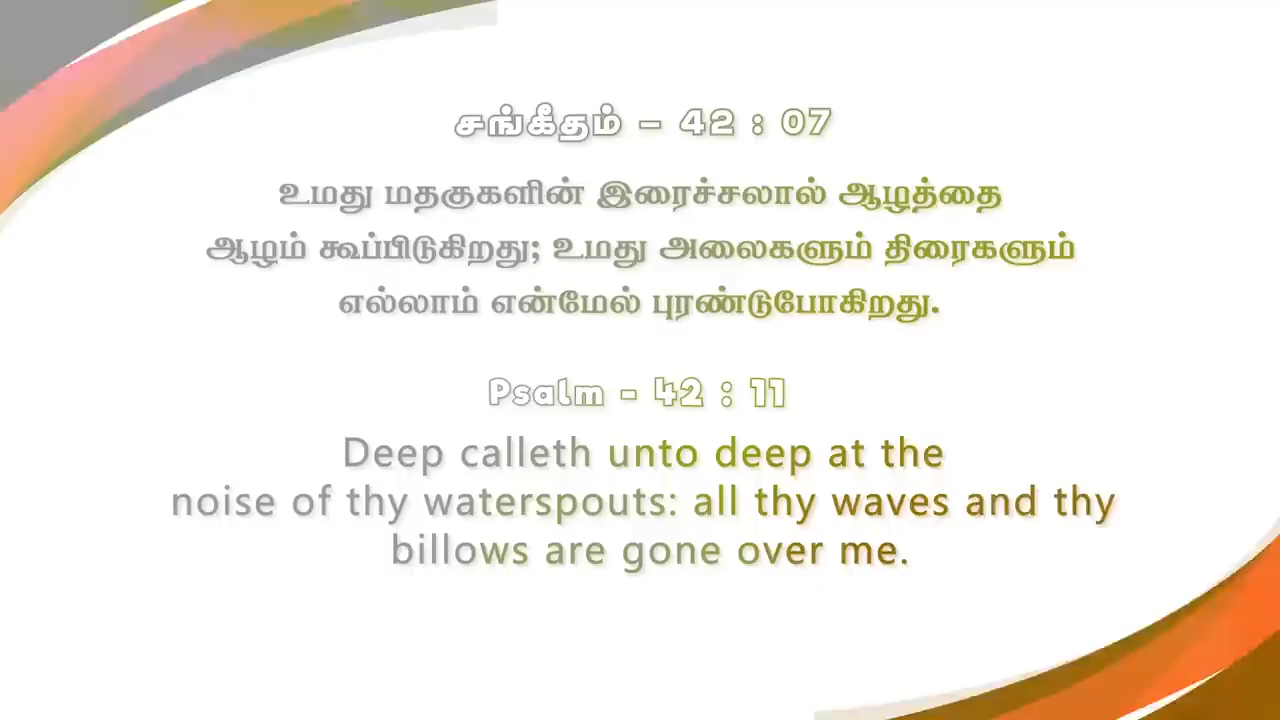 சங்கீதம் - 42 : 07
உமது மதகுகளின் இரைச்சலால் ஆழத்தை
ஆழம் கூப்பிடுகிறது; உமது அலைகளும் திரைகளும்
எல்லாம் என்மேல் புரண்டுபோகிறது.
Psalm - 42 : 11
Deep calleth unto deep at the
noise of thy waterspouts: all thy waves and thy
billows are gone over me.